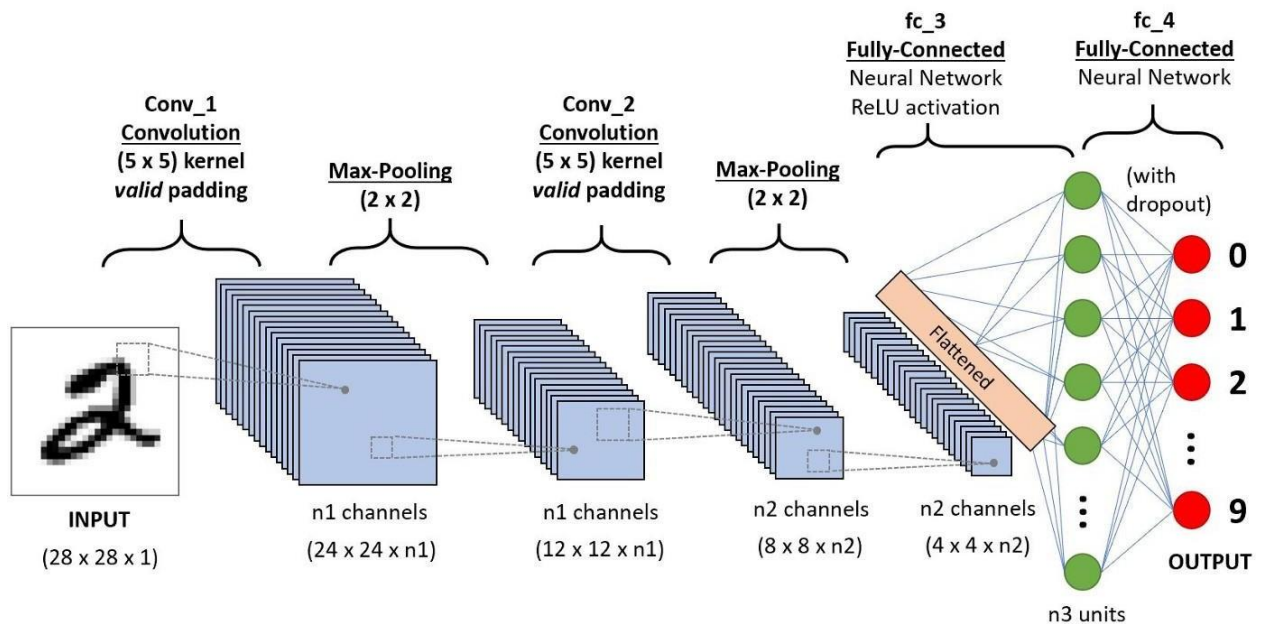 Conv_1
Convolution
(5 x 5) kernel
valid padding
Max-Pooling
(2 x 2)
Conv_2
Convolution
(5 x 5) kernel
valid padding
Max-Pooling
(2 x 2)
fc_3
Fully-Connected
Neural Network
ReLU activation
fc_4
Fully-Connected
Neural Network
(with
dropout)
Flattened
0
1
2
⋮
9
OUTPUT
2
INPUT
(28 x 28 x 1)
n1 channels
(24 x 24 x n1)
n1 channels
(12 x 12 x n1)
n2 channels
(8 x 8 x n2)
n2 channels
(4 x 4 x n2)
⋮
n3 units